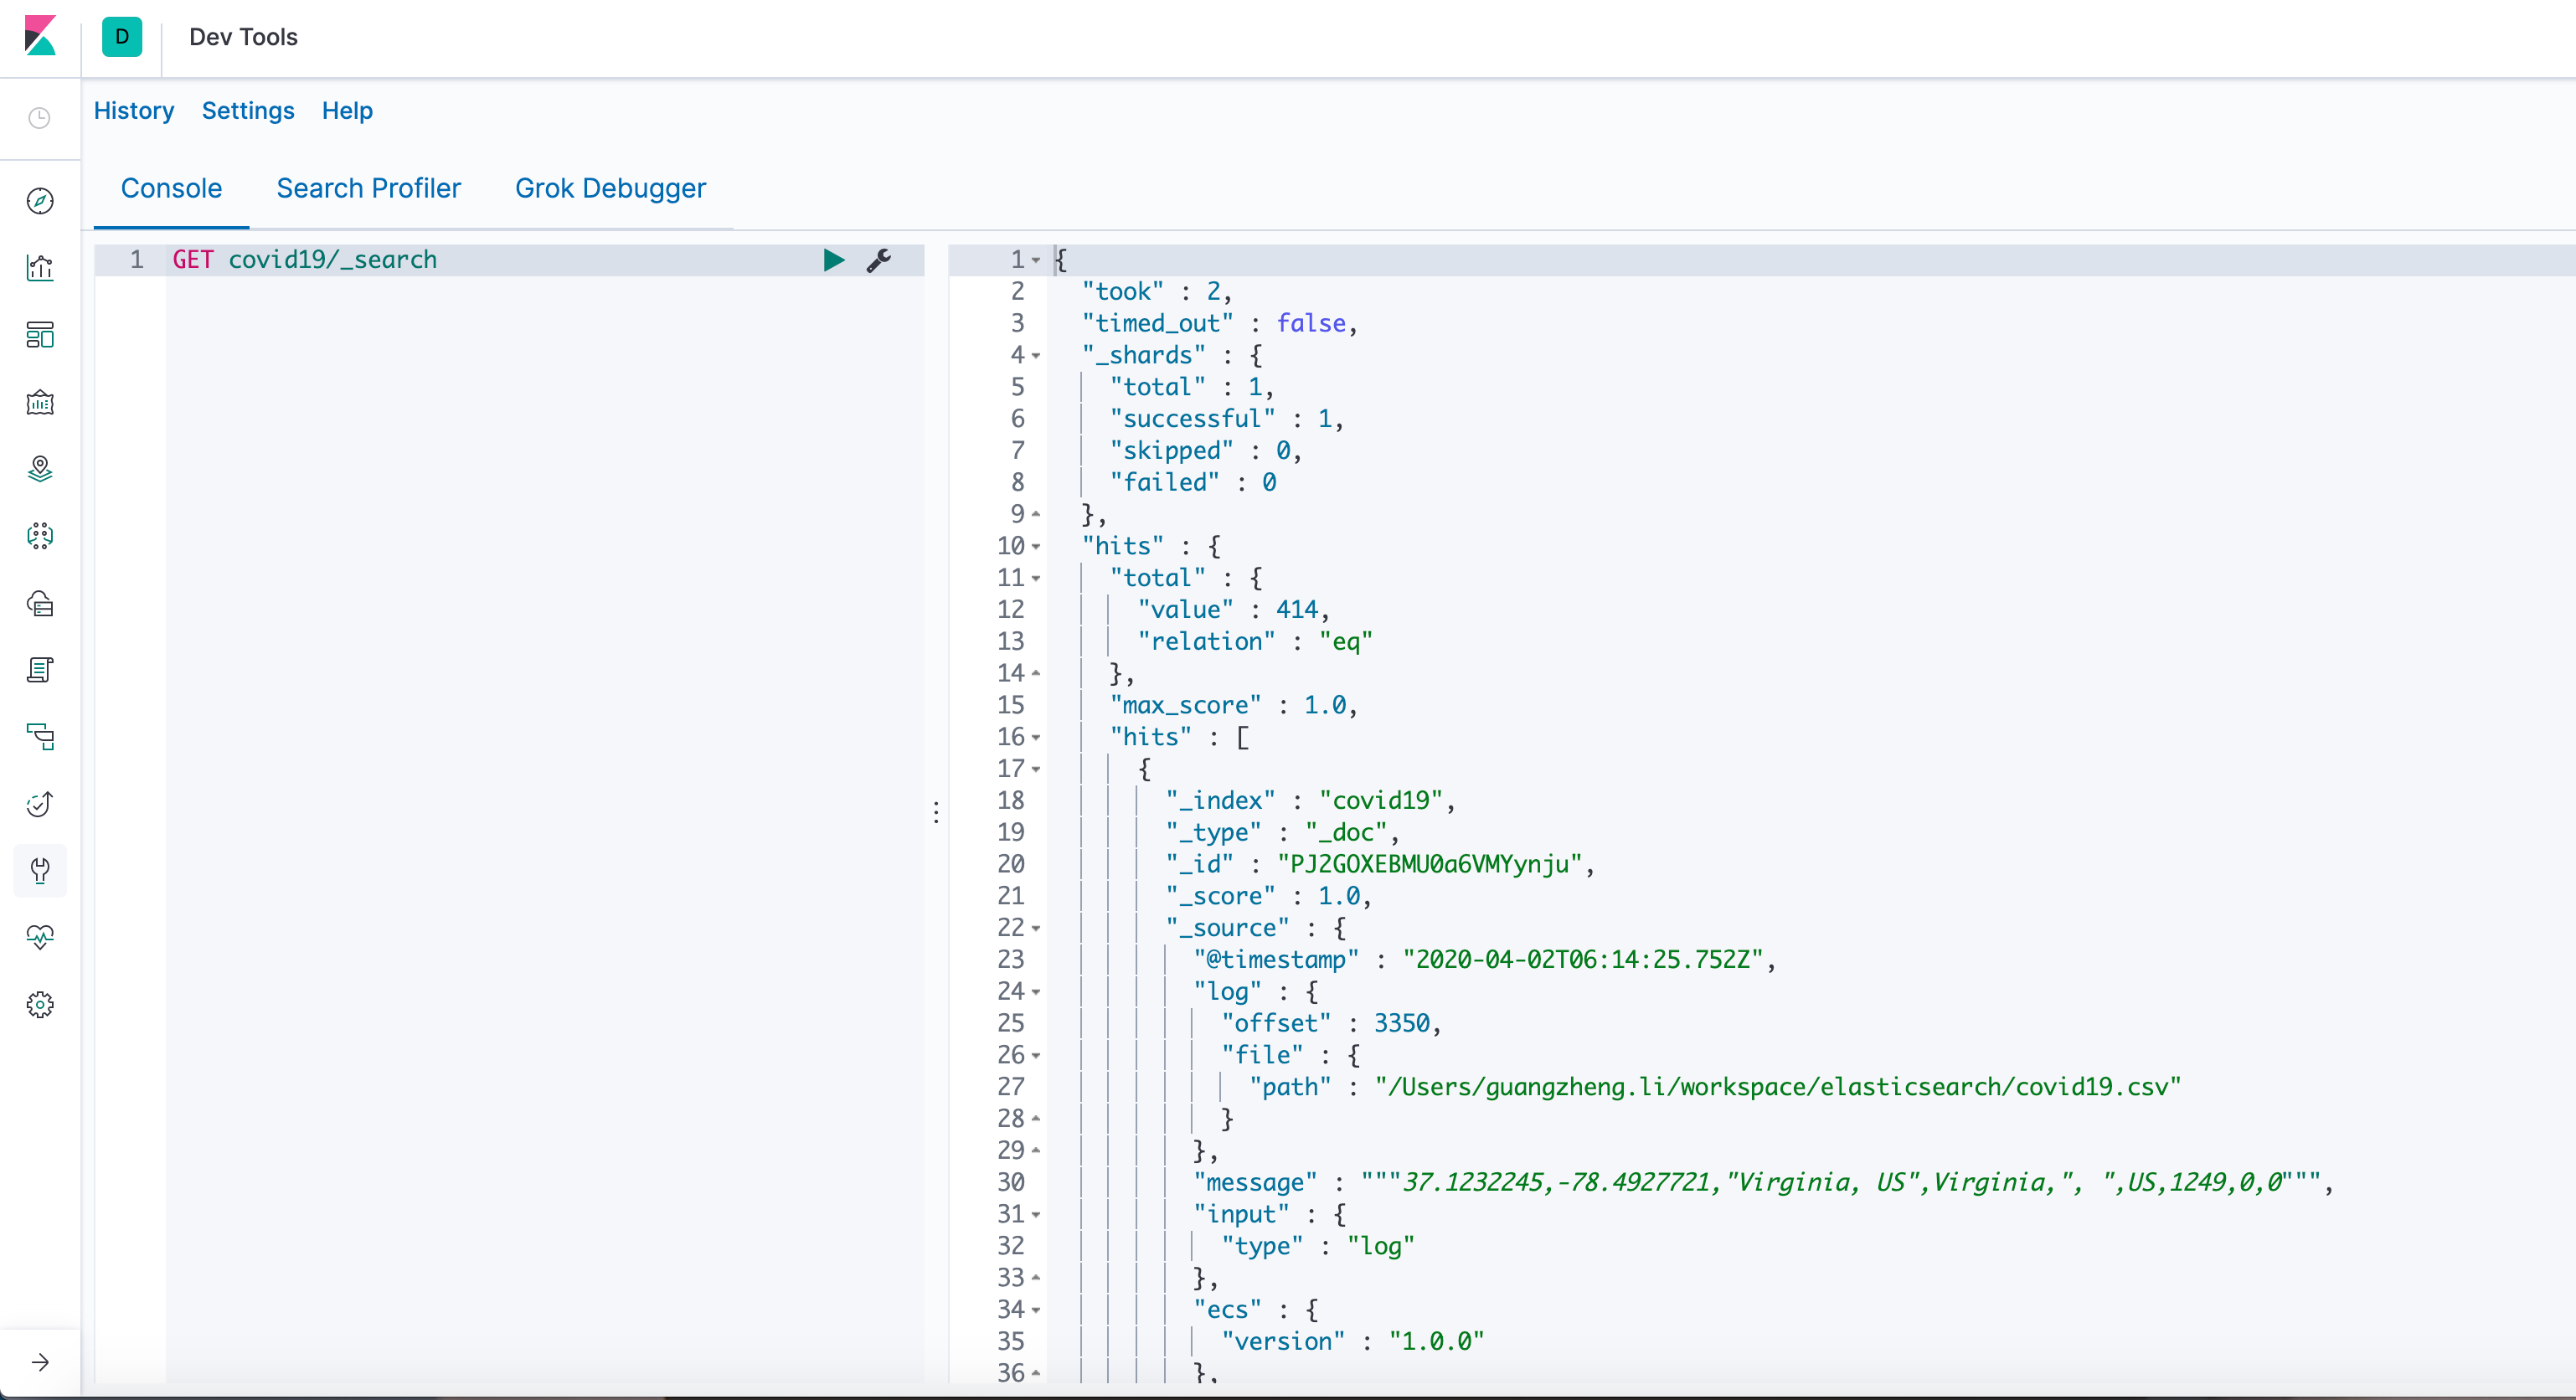 D Dev Tools
History Settings Help
Console Search Profiler Grok Debugger
1 GET covid19/_search
1 {
2 "took" : 2,
3 "timed_out" : false,
4 "_shards" : {
5 "total" : 1,
6 "successful" : 1,
7 "skipped" : 0,
8 "failed" : 0
9 },
10 "hits" : {
11 "total" : {
12 "value" : 414,
13 "relation" : "eq"
14 },
15 "max_score" : 1.0,
16 "hits" : [
17 {
18 "_index" : "covid19",
19 "_type" : "_doc",
20 "_id" : "PJ2GOXEBMU0a6VMYynju",
21 "_score" : 1.0,
22 "_source" : {
23 "@timestamp" : "2020-04-02T06:14:25.752Z",
24 "log" : {
25 "offset" : 3350,
26 "file" : {
27 "path" : "/Users/guangzheng.li/workspace/elasticsearch/covid19.csv"
28 }
29 },
30 "message" : """37.1232245,-78.4927721,"Virginia, US",Virginia,", ",US,1249,0,0""",
31 "input" : {
32 "type" : "log"
33 },
34 "ecs" : {
35 "version" : "1.0.0"
36 },